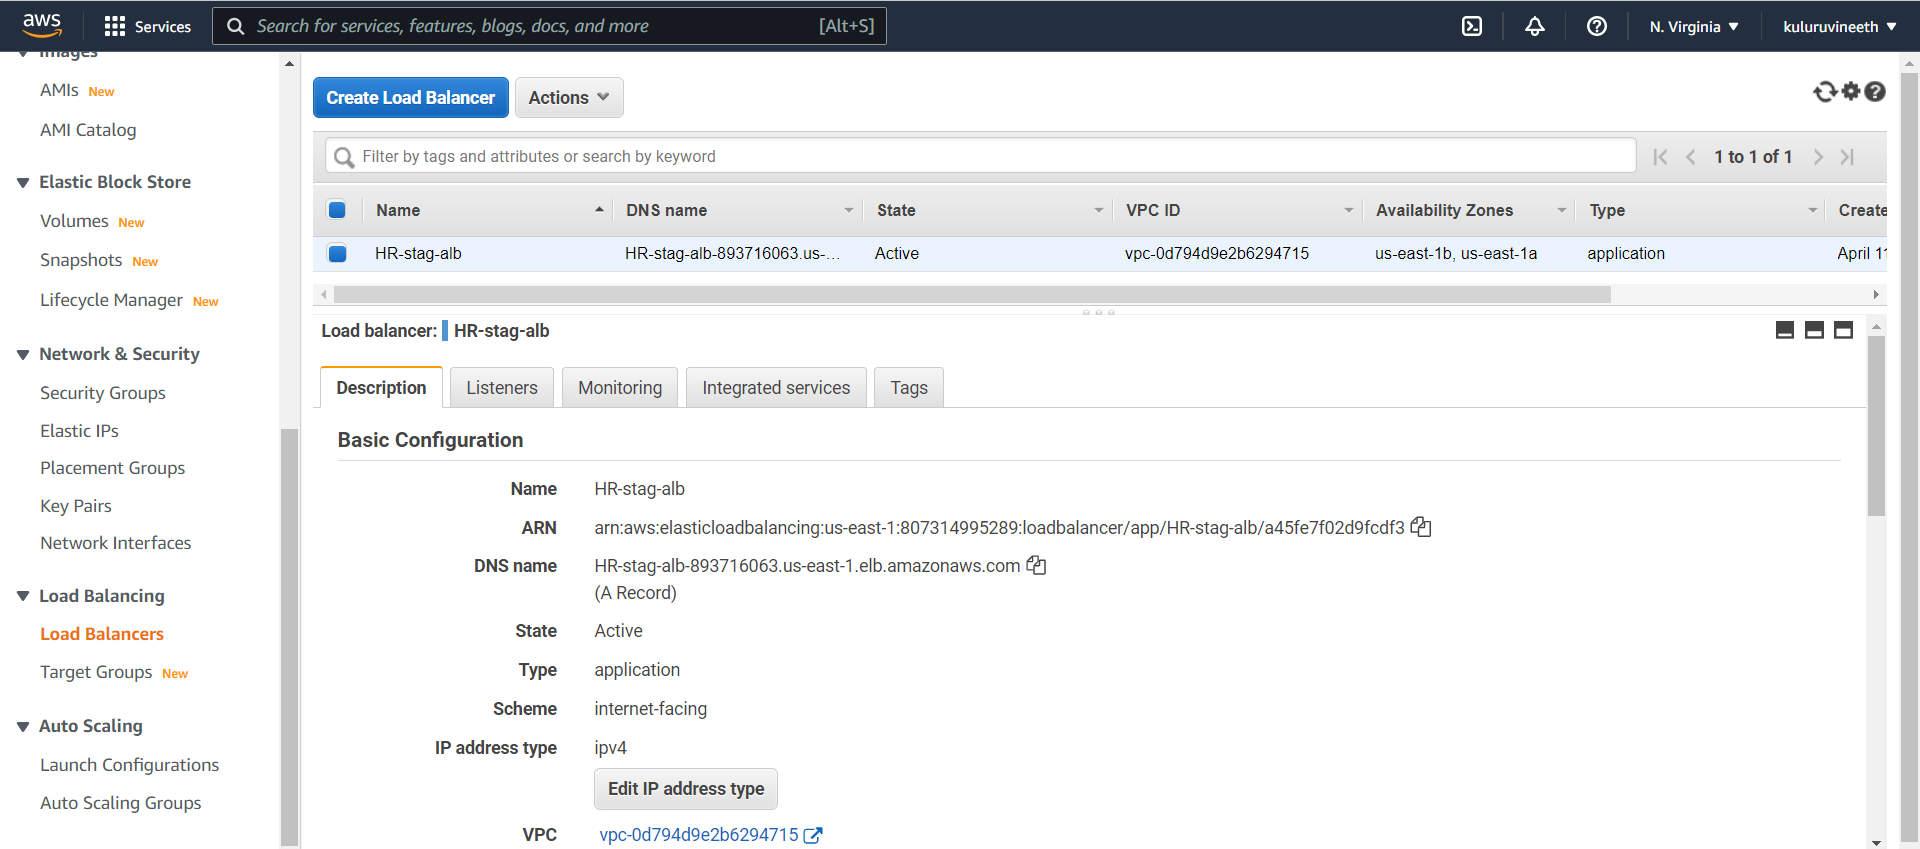 aws Services Search for services, features, blogs, docs, and more [Alt+S] N. Virginia kuluruvineeth
Images
AMIs New
AMI Catalog
Elastic Block Store
Volumes New
Snapshots New
Lifecycle Manager New
Network & Security
Security Groups
Elastic IPs
Placement Groups
Key Pairs
Network Interfaces
Load Balancing
Load Balancers
Target Groups New
Auto Scaling
Launch Configurations
Auto Scaling Groups
Create Load Balancer Actions
Filter by tags and attributes or search by keyword 1 to 1 of 1
Name DNS name State VPC ID Availability Zones Type Create
HR-stag-alb HR-stag-alb-893716063.us-... Active vpc-0d794d9e2b6294715 us-east-1b, us-east-1a application April 11
Load balancer: HR-stag-alb
Description Listeners Monitoring Integrated services Tags
Basic Configuration
Name HR-stag-alb
ARN arn:aws:elasticloadbalancing:us-east-1:807314995289:loadbalancer/app/HR-stag-alb/a45fe7f02d9fcdf3
DNS name HR-stag-alb-893716063.us-east-1.elb.amazonaws.com
(A Record)
State Active
Type application
Scheme internet-facing
IP address type ipv4
Edit IP address type
VPC vpc-0d794d9e2b6294715